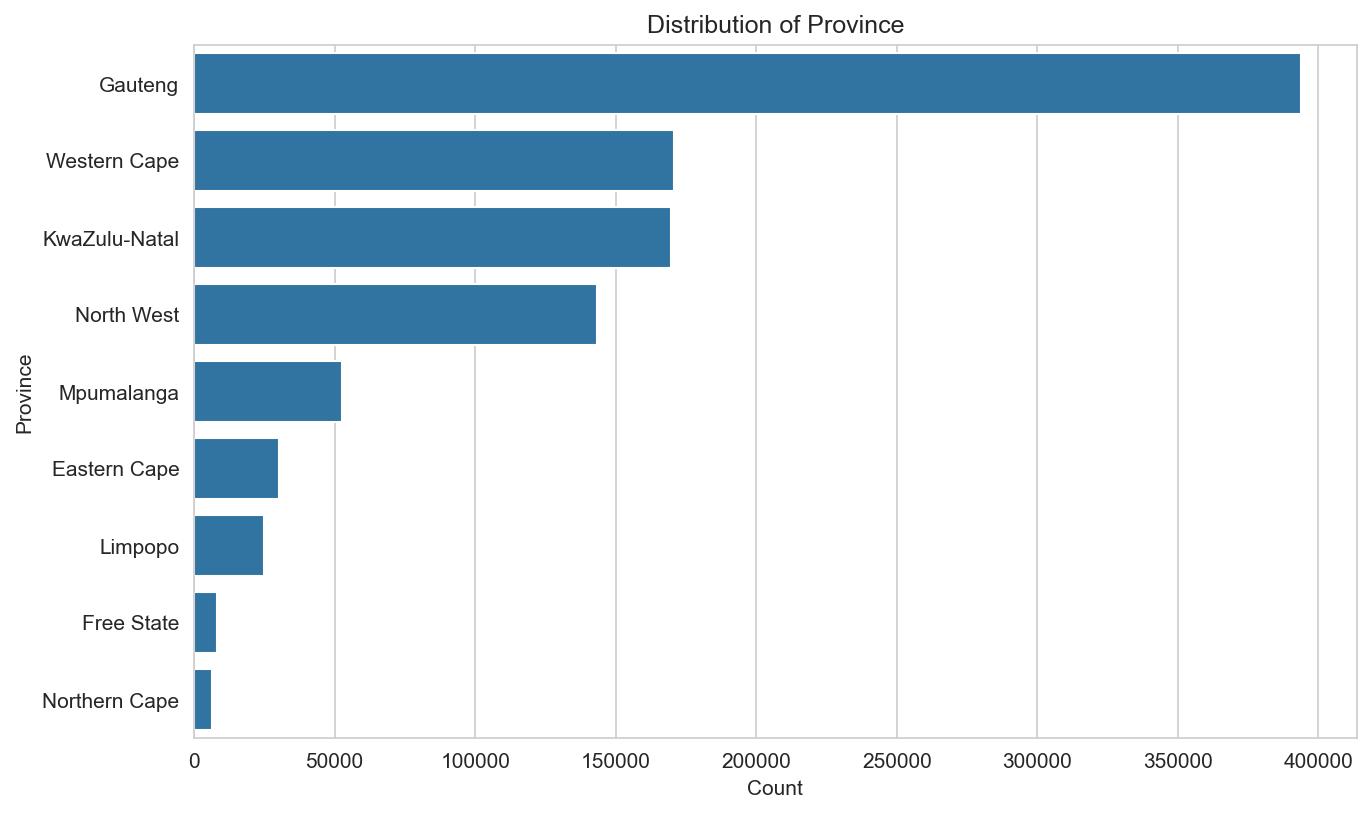 Distribution of Province
Province
Gauteng
Western Cape
KwaZulu-Natal
North West
Mpumalanga
Eastern Cape
Limpopo
Free State
Northern Cape
0 50000 100000 150000 200000 250000 300000 350000 400000
Count